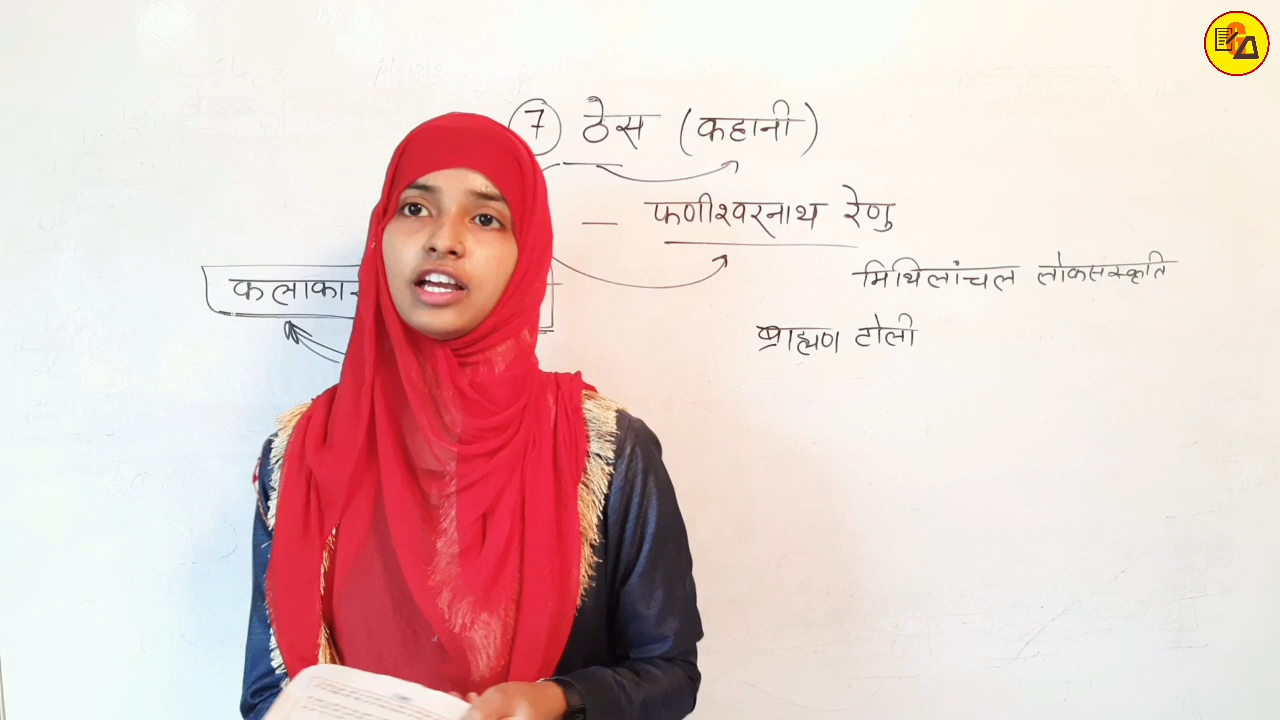 7 ठेस (कहानी)
— फणीश्वरनाथ रेणु
मिथिलांचल लोकसंस्कृति
ब्राह्मण टोली